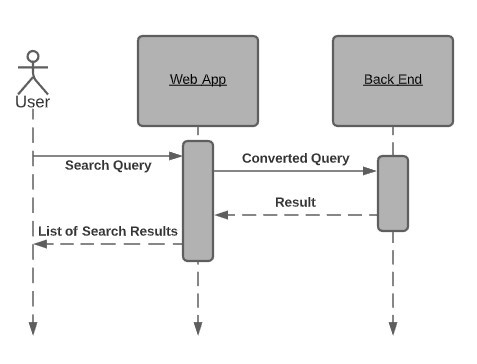 Web App
Back End
User
Search Query
Converted Query
Result
List of Search Results